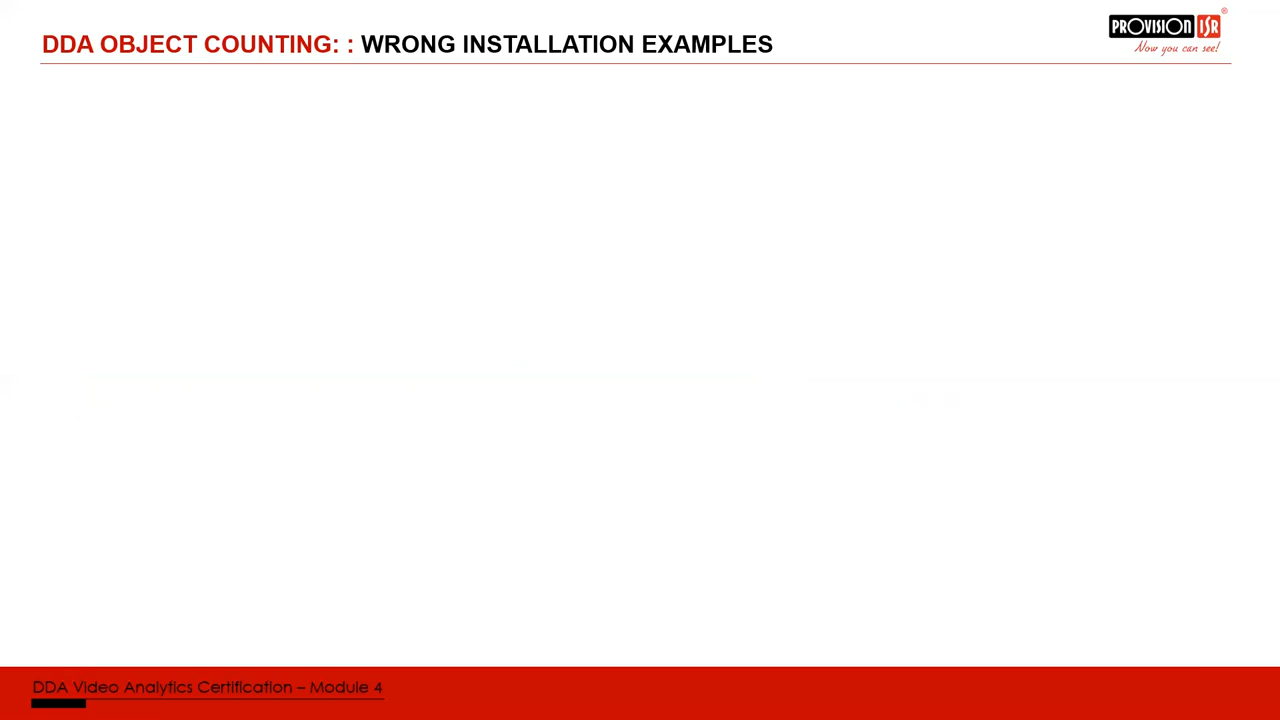 DDA OBJECT COUNTING: : WRONG INSTALLATION EXAMPLES
PROVISION ISR ®
Now you can see!
DDA Video Analytics Certification – Module 4